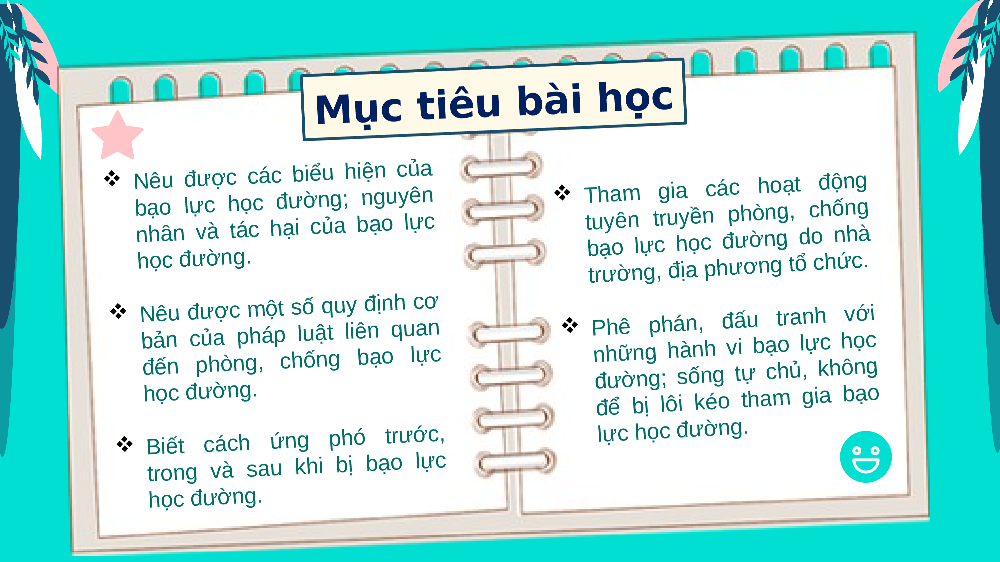 Mục tiêu bài học
❖ Nêu được các biểu hiện của
bạo lực học đường; nguyên
nhân và tác hại của bạo lực
học đường.
❖ Nêu được một số quy định cơ
bản của pháp luật liên quan
đến phòng, chống bạo lực
học đường.
❖ Biết cách ứng phó trước,
trong và sau khi bị bạo lực
học đường.
❖ Tham gia các hoạt động
tuyên truyền phòng, chống
bạo lực học đường do nhà
trường, địa phương tổ chức.
❖ Phê phán, đấu tranh với
những hành vi bạo lực học
đường; sống tự chủ, không
để bị lôi kéo tham gia bạo
lực học đường.